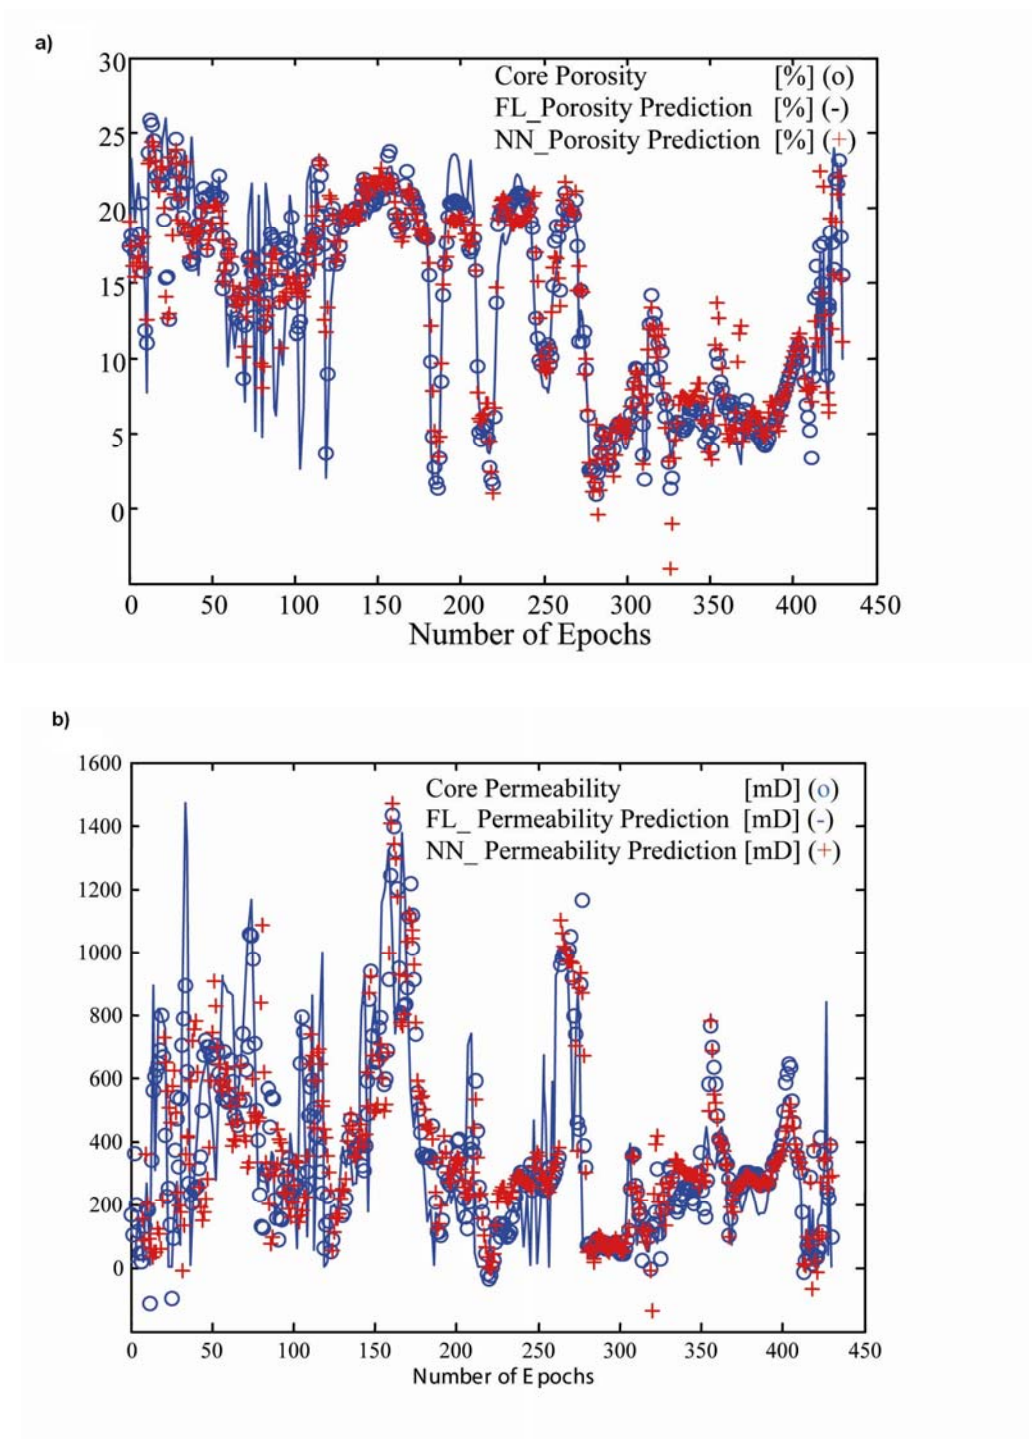 a)
30
25
20
15
10
5
0
Core Porosity [%] (o)
FL_Porosity Prediction [%] (-)
NN_Porosity Prediction [%] (+)
0 50 100 150 200 250 300 350 400 450
Number of Epochs
b)
1600
1400
1200
1000
800
600
400
200
0
Core Permeability [mD] (o)
FL_ Permeability Prediction [mD] (-)
NN_ Permeability Prediction [mD] (+)
0 50 100 150 200 250 300 350 400 450
Number of Epochs